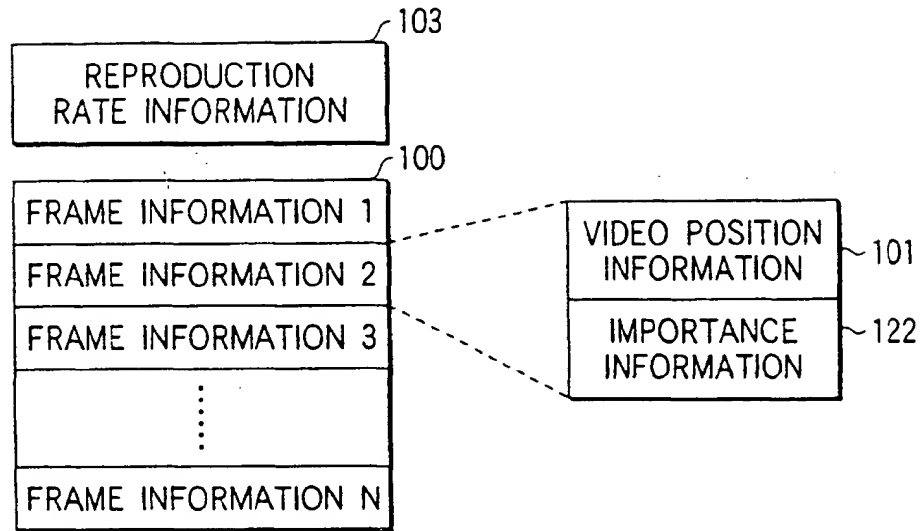 103
REPRODUCTION
RATE INFORMATION
100
FRAME INFORMATION 1
FRAME INFORMATION 2
FRAME INFORMATION 3
FRAME INFORMATION N
VIDEO POSITION
INFORMATION
101
IMPORTANCE
INFORMATION
122